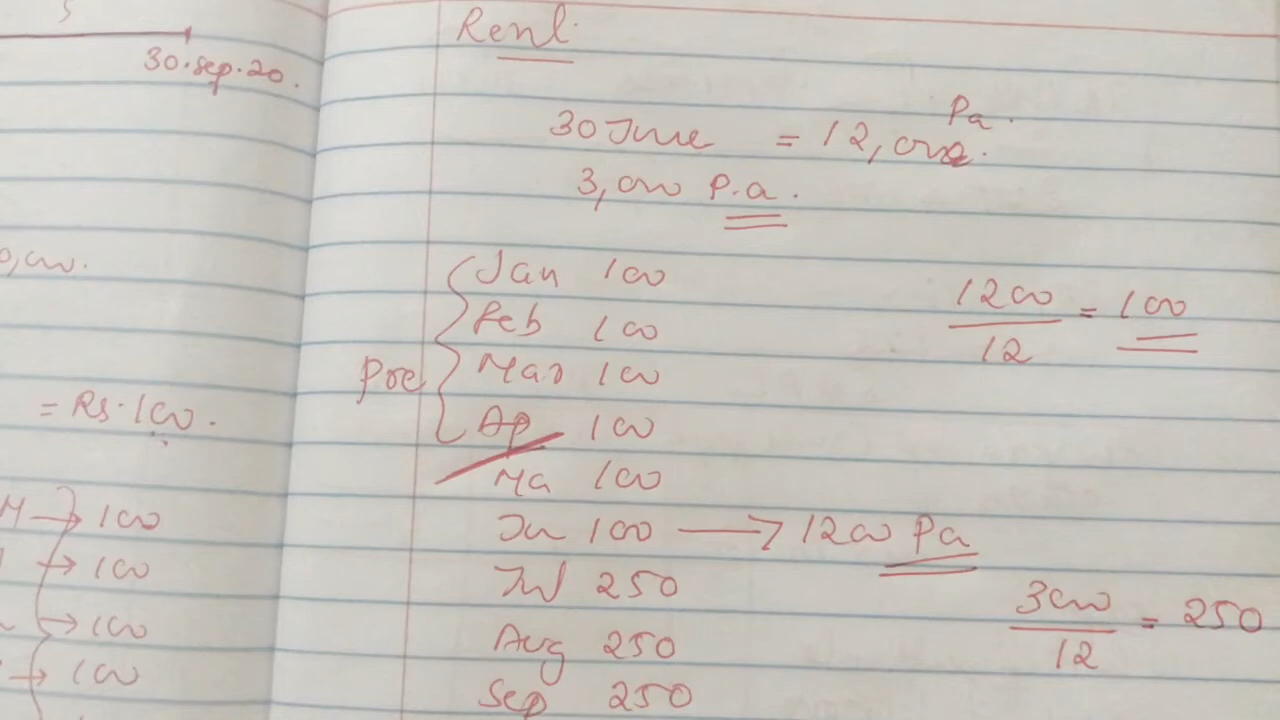 30.sep.20.
0,000.
= Rs.100.
M → 100
→ 100
→ 100
→ 100
Rent.
Pa.
30 June = 12,000.
3,000 P.a.
Jan 100
Feb 100
1200
12
= 100
Pre
Mar 100
Ap 100
Ma 100
Ju 100 → 1200 Pa
Jul 250
3000
12
= 250
Aug 250
Sep 250